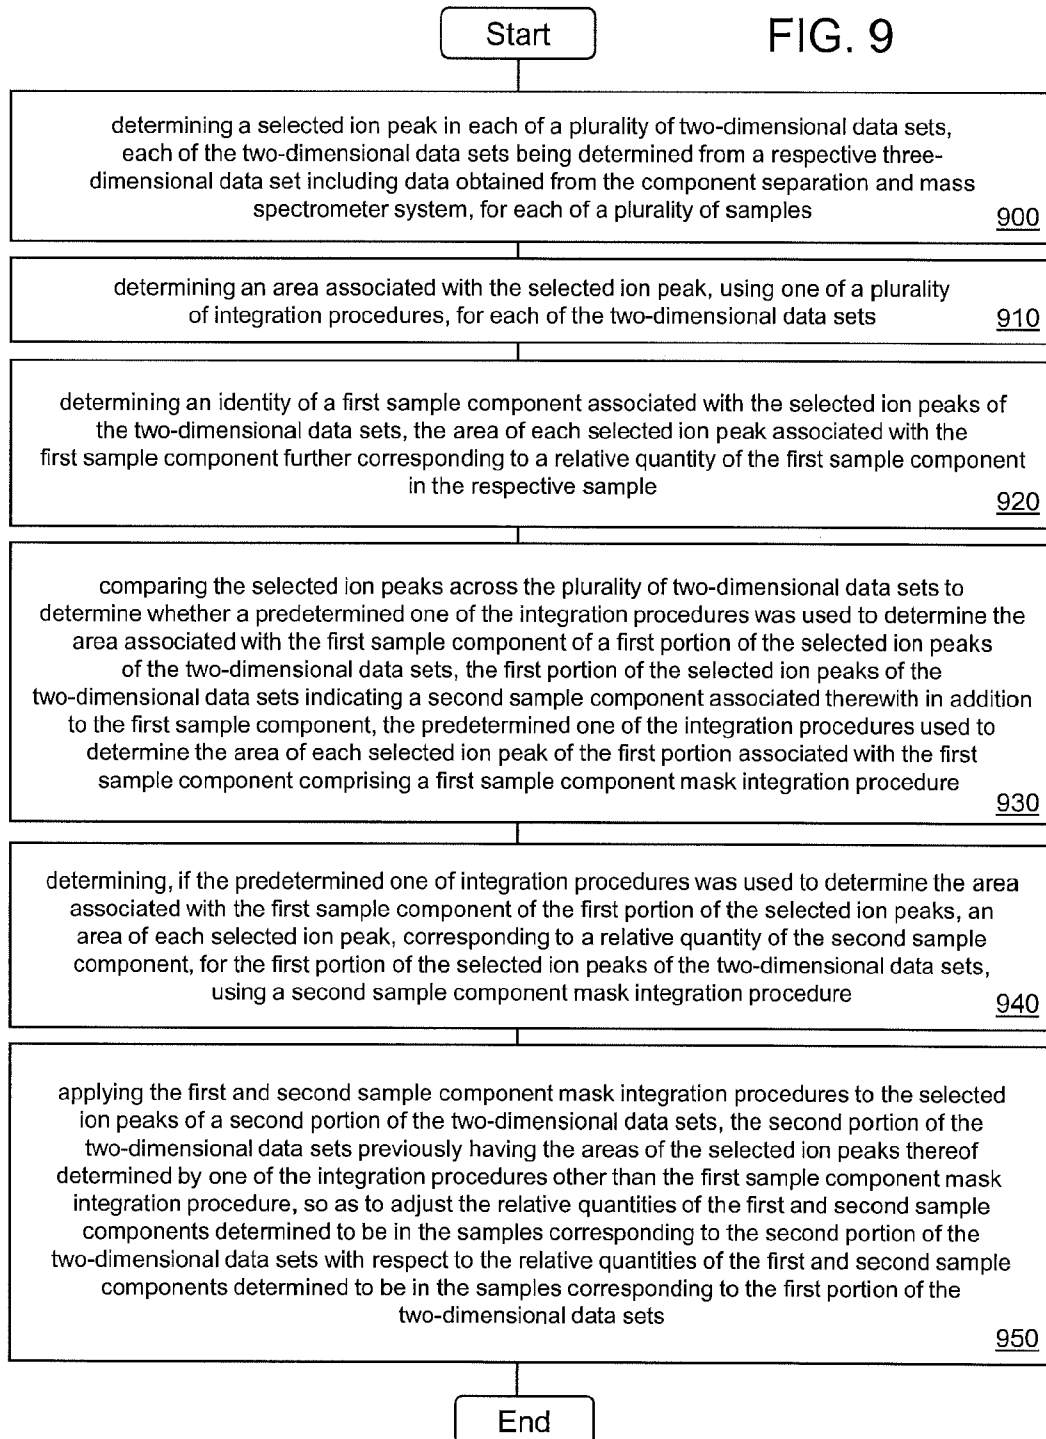 Start
FIG. 9
determining a selected ion peak in each of a plurality of two-dimensional data sets,
each of the two-dimensional data sets being determined from a respective three-
dimensional data set including data obtained from the component separation and mass
spectrometer system, for each of a plurality of samples
900
determining an area associated with the selected ion peak, using one of a plurality
of integration procedures, for each of the two-dimensional data sets
910
determining an identity of a first sample component associated with the selected ion peaks of
the two-dimensional data sets, the area of each selected ion peak associated with the
first sample component further corresponding to a relative quantity of the first sample component
in the respective sample
920
comparing the selected ion peaks across the plurality of two-dimensional data sets to
determine whether a predetermined one of the integration procedures was used to determine the
area associated with the first sample component of a first portion of the selected ion peaks
of the two-dimensional data sets, the first portion of the selected ion peaks of the
two-dimensional data sets indicating a second sample component associated therewith in addition
to the first sample component, the predetermined one of the integration procedures used to
determine the area of each selected ion peak of the first portion associated with the first
sample component comprising a first sample component mask integration procedure
930
determining, if the predetermined one of integration procedures was used to determine the area
associated with the first sample component of the first portion of the selected ion peaks, an
area of each selected ion peak, corresponding to a relative quantity of the second sample
component, for the first portion of the selected ion peaks of the two-dimensional data sets,
using a second sample component mask integration procedure
940
applying the first and second sample component mask integration procedures to the selected
ion peaks of a second portion of the two-dimensional data sets, the second portion of the
two-dimensional data sets previously having the areas of the selected ion peaks thereof
determined by one of the integration procedures other than the first sample component mask
integration procedure, so as to adjust the relative quantities of the first and second sample
components determined to be in the samples corresponding to the second portion of the
two-dimensional data sets with respect to the relative quantities of the first and second sample
components determined to be in the samples corresponding to the first portion of the
two-dimensional data sets
950
End